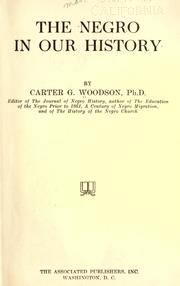 THE NEGRO
IN OUR HISTORY
BY
CARTER G. WOODSON, Ph.D.
Editor of The Journal of Negro History, author of The Education
of the Negro Prior to 1861, A Century of Negro Migration,
and of The History of the Negro Church
THE ASSOCIATED PUBLISHERS, INC.
WASHINGTON, D. C.